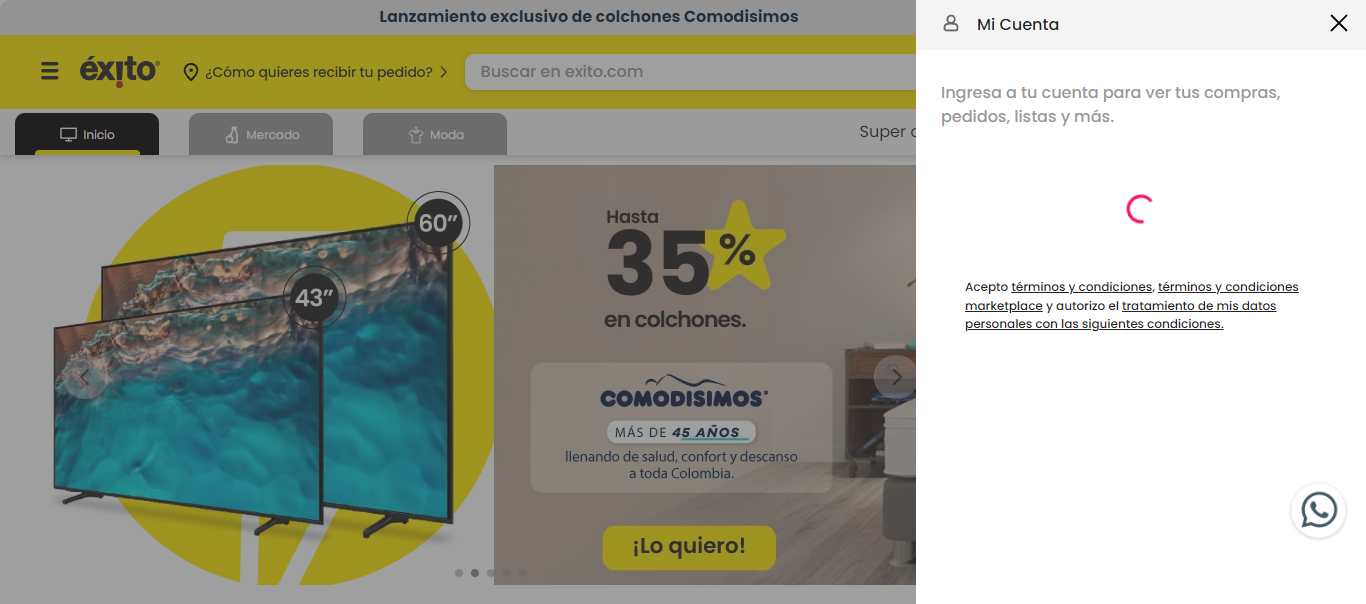 Lanzamiento exclusivo de colchones Comodisimos
Mi Cuenta
éxito
¿Cómo quieres recibir tu pedido?
Buscar en exito.com
Inicio
Mercado
Moda
Super
Ingresa a tu cuenta para ver tus compras,
pedidos, listas y más.
60”
43”
Hasta
35%
en colchones.
COMODISIMOS
MÁS DE 45 AÑOS
llenando de salud, confort y descanso
a toda Colombia.
¡Lo quiero!
Acepto términos y condiciones, términos y condiciones
marketplace y autorizo el tratamiento de mis datos
personales con las siguientes condiciones.